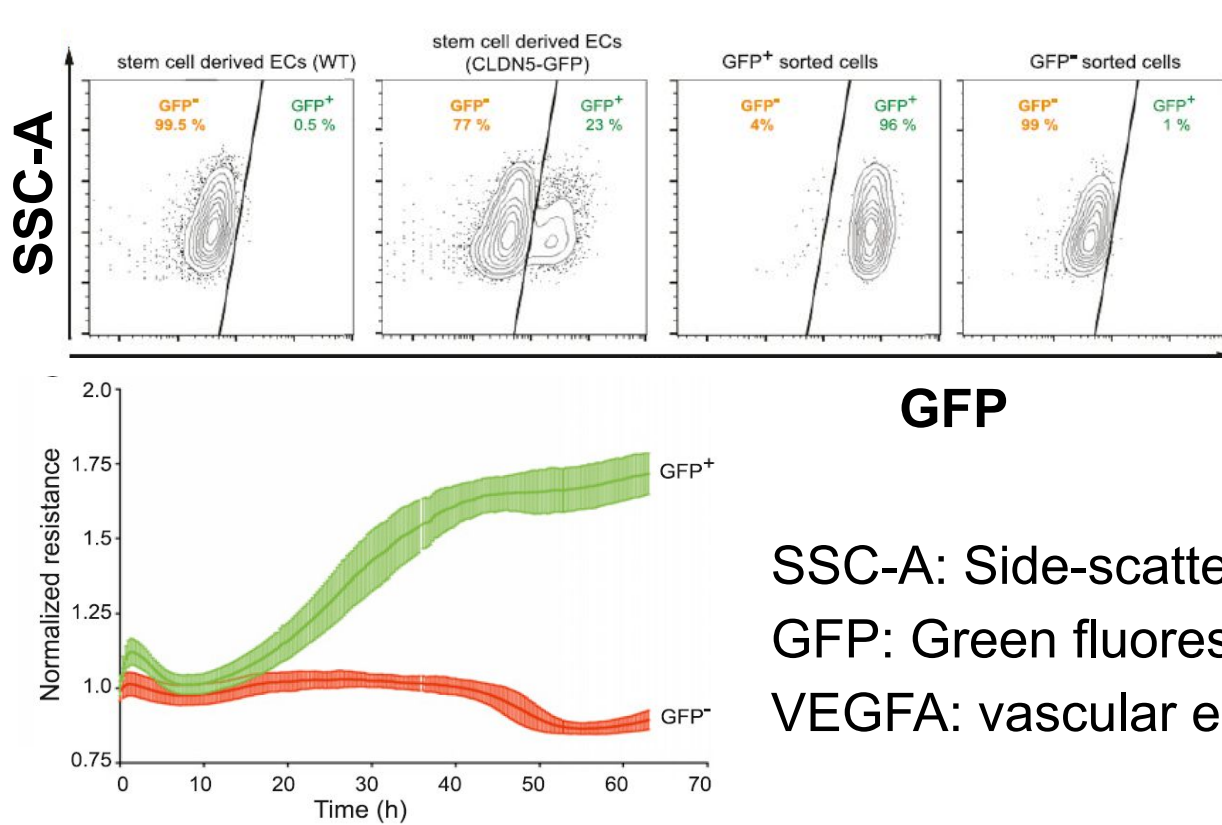 stem cell derived ECs (WT)
stem cell derived ECs
(CLDN5-GFP)
GFP+ sorted cells
GFP- sorted cells
SSC-A
GFP-
99.5 %
GFP+
0.5 %
GFP-
77 %
GFP+
23 %
GFP-
4%
GFP+
96 %
GFP-
99 %
GFP+
1 %
GFP
Normalized resistance
2.0
1.75
1.5
1.25
1.0
0.75
GFP+
GFP-
0 10 20 30 40 50 60 70
Time (h)
SSC-A: Side-scatte
GFP: Green fluores
VEGFA: vascular e